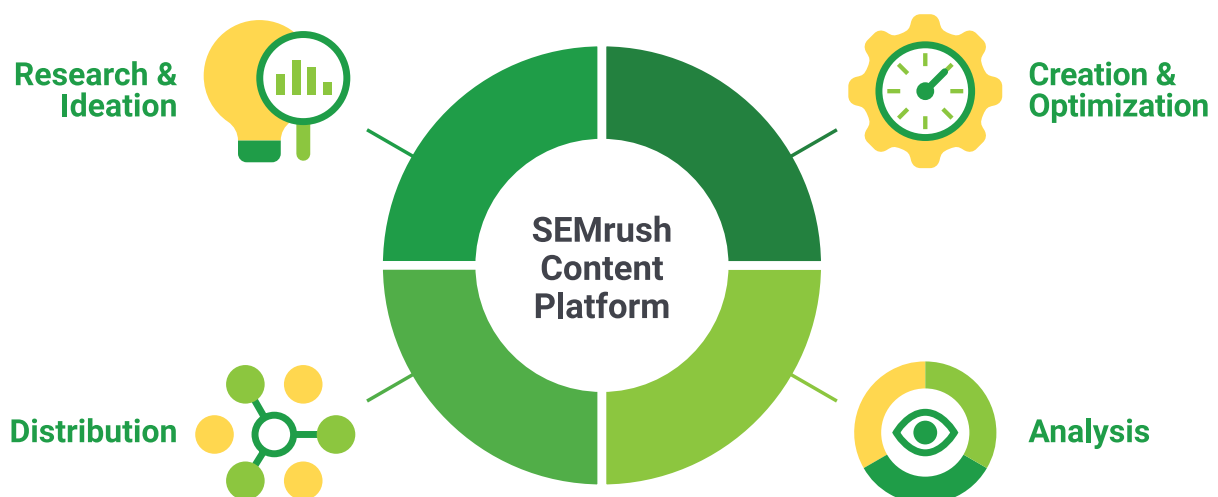 Research &
Ideation
Creation &
Optimization
SEMrush
Content
Platform
Distribution
Analysis